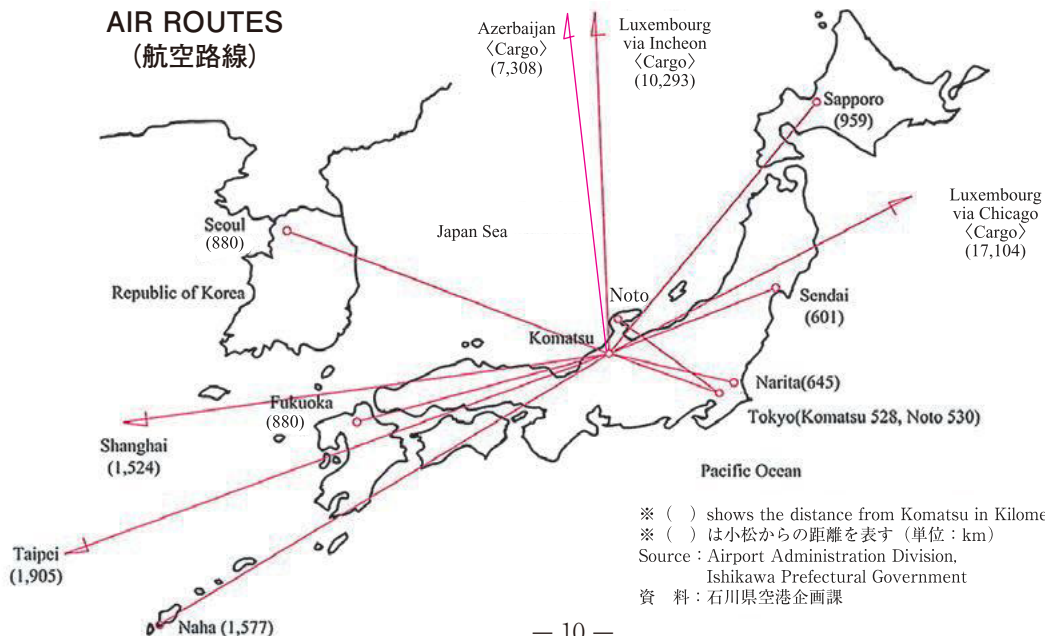 AIR ROUTES
(航空路線)
Azerbaijan
〈Cargo〉
(7,308)
Luxembourg
via Incheon
〈Cargo〉
(10,293)
Sapporo
(959)
Luxembourg
via Chicago
〈Cargo〉
(17,104)
Seoul
(880)
Japan Sea
Republic of Korea
Noto
Sendai
(601)
Komatsu
Narita(645)
Fukuoka
(880)
Tokyo(Komatsu 528, Noto 530)
Shanghai
(1,524)
Pacific Ocean
Taipei
(1,905)
Naha (1,577)
※ (　) shows the distance from Komatsu in Kilome
※ (　) は小松からの距離を表す (単位：km)
Source：Airport Administration Division,
Ishikawa Prefectural Government
資　料：石川県空港企画課
— 10 —